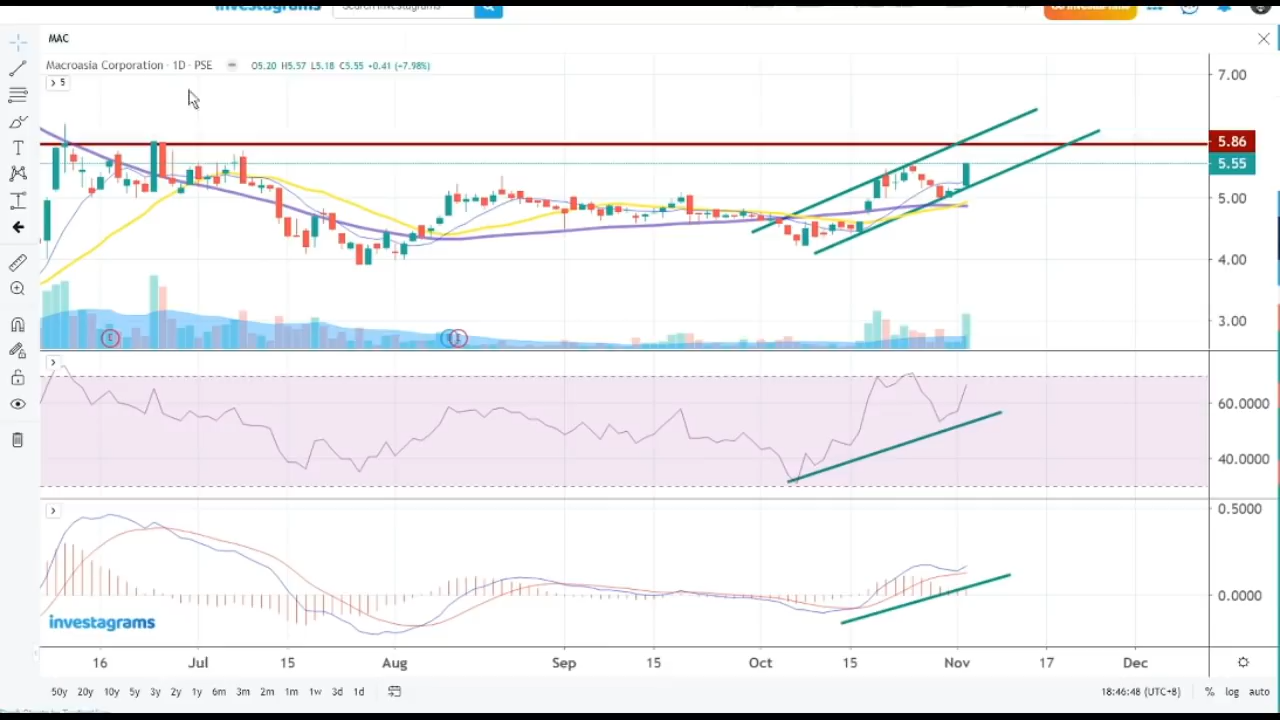 investagrams
MAC
Macroasia Corporation · 1D · PSE
O5.20 H5.57 L5.18 C5.55 +0.41 (+7.98%)
5
7.00
5.86
5.55
5.00
4.00
3.00
60.0000
40.0000
0.5000
0.0000
investagrams
16 Jul 15 Aug Sep 15 Oct 15 Nov 17 Dec
50y 20y 10y 5y 3y 2y 1y 6m 3m 2m 1m 1w 3d 1d
18:46:48 (UTC+8) % log auto